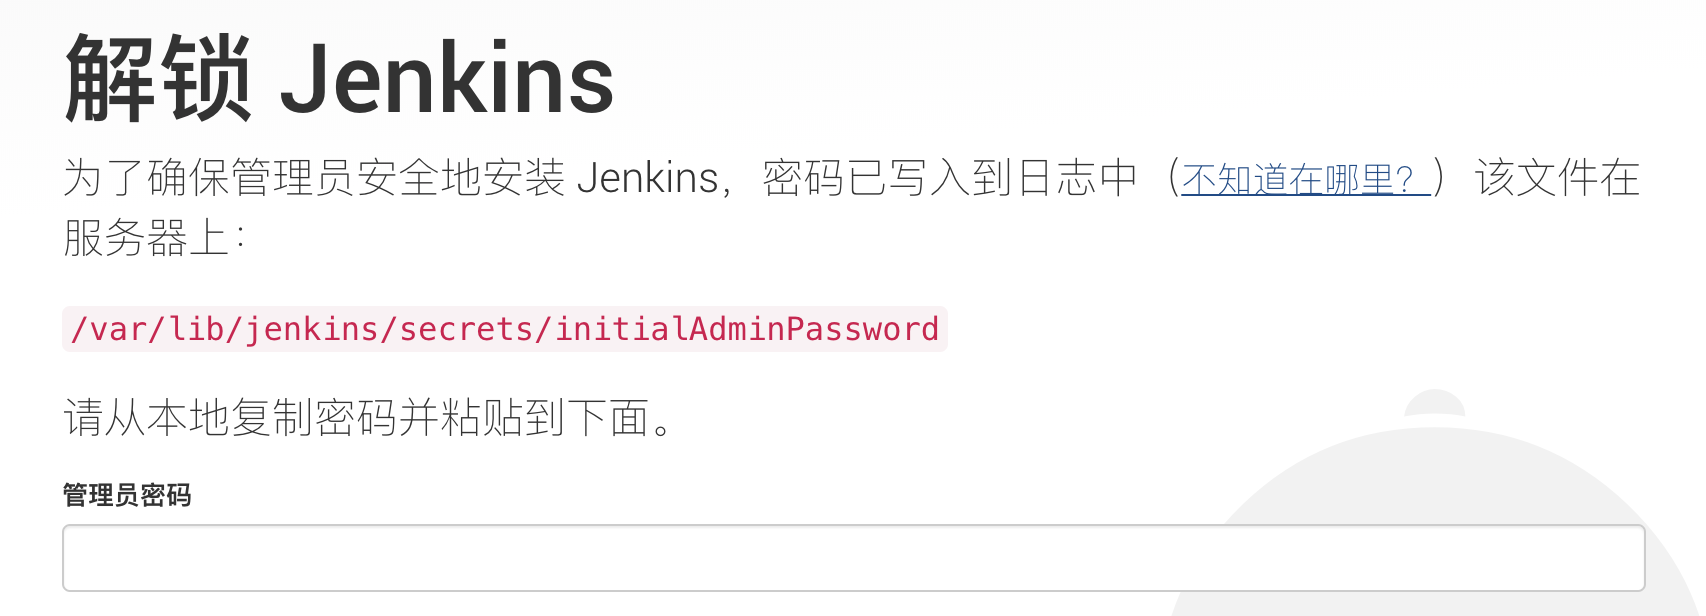 解锁 Jenkins
为了确保管理员安全地安装 Jenkins，密码已写入到日志中（不知道在哪里？）该文件在
服务器上：
/var/lib/jenkins/secrets/initialAdminPassword
请从本地复制密码并粘贴到下面。
管理员密码